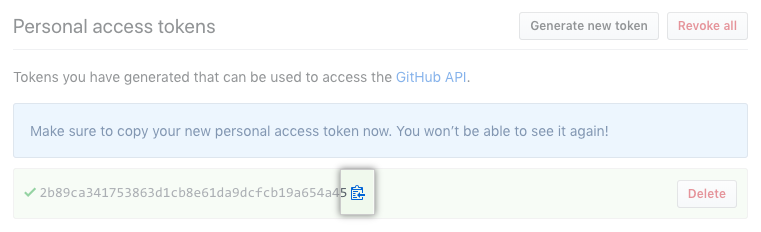 Personal access tokens
Generate new token
Revoke all
Tokens you have generated that can be used to access the GitHub API.
Make sure to copy your new personal access token now. You won't be able to see it again!
2b89ca341753863d1cb8e61da9dcfcb19a654a45
Delete